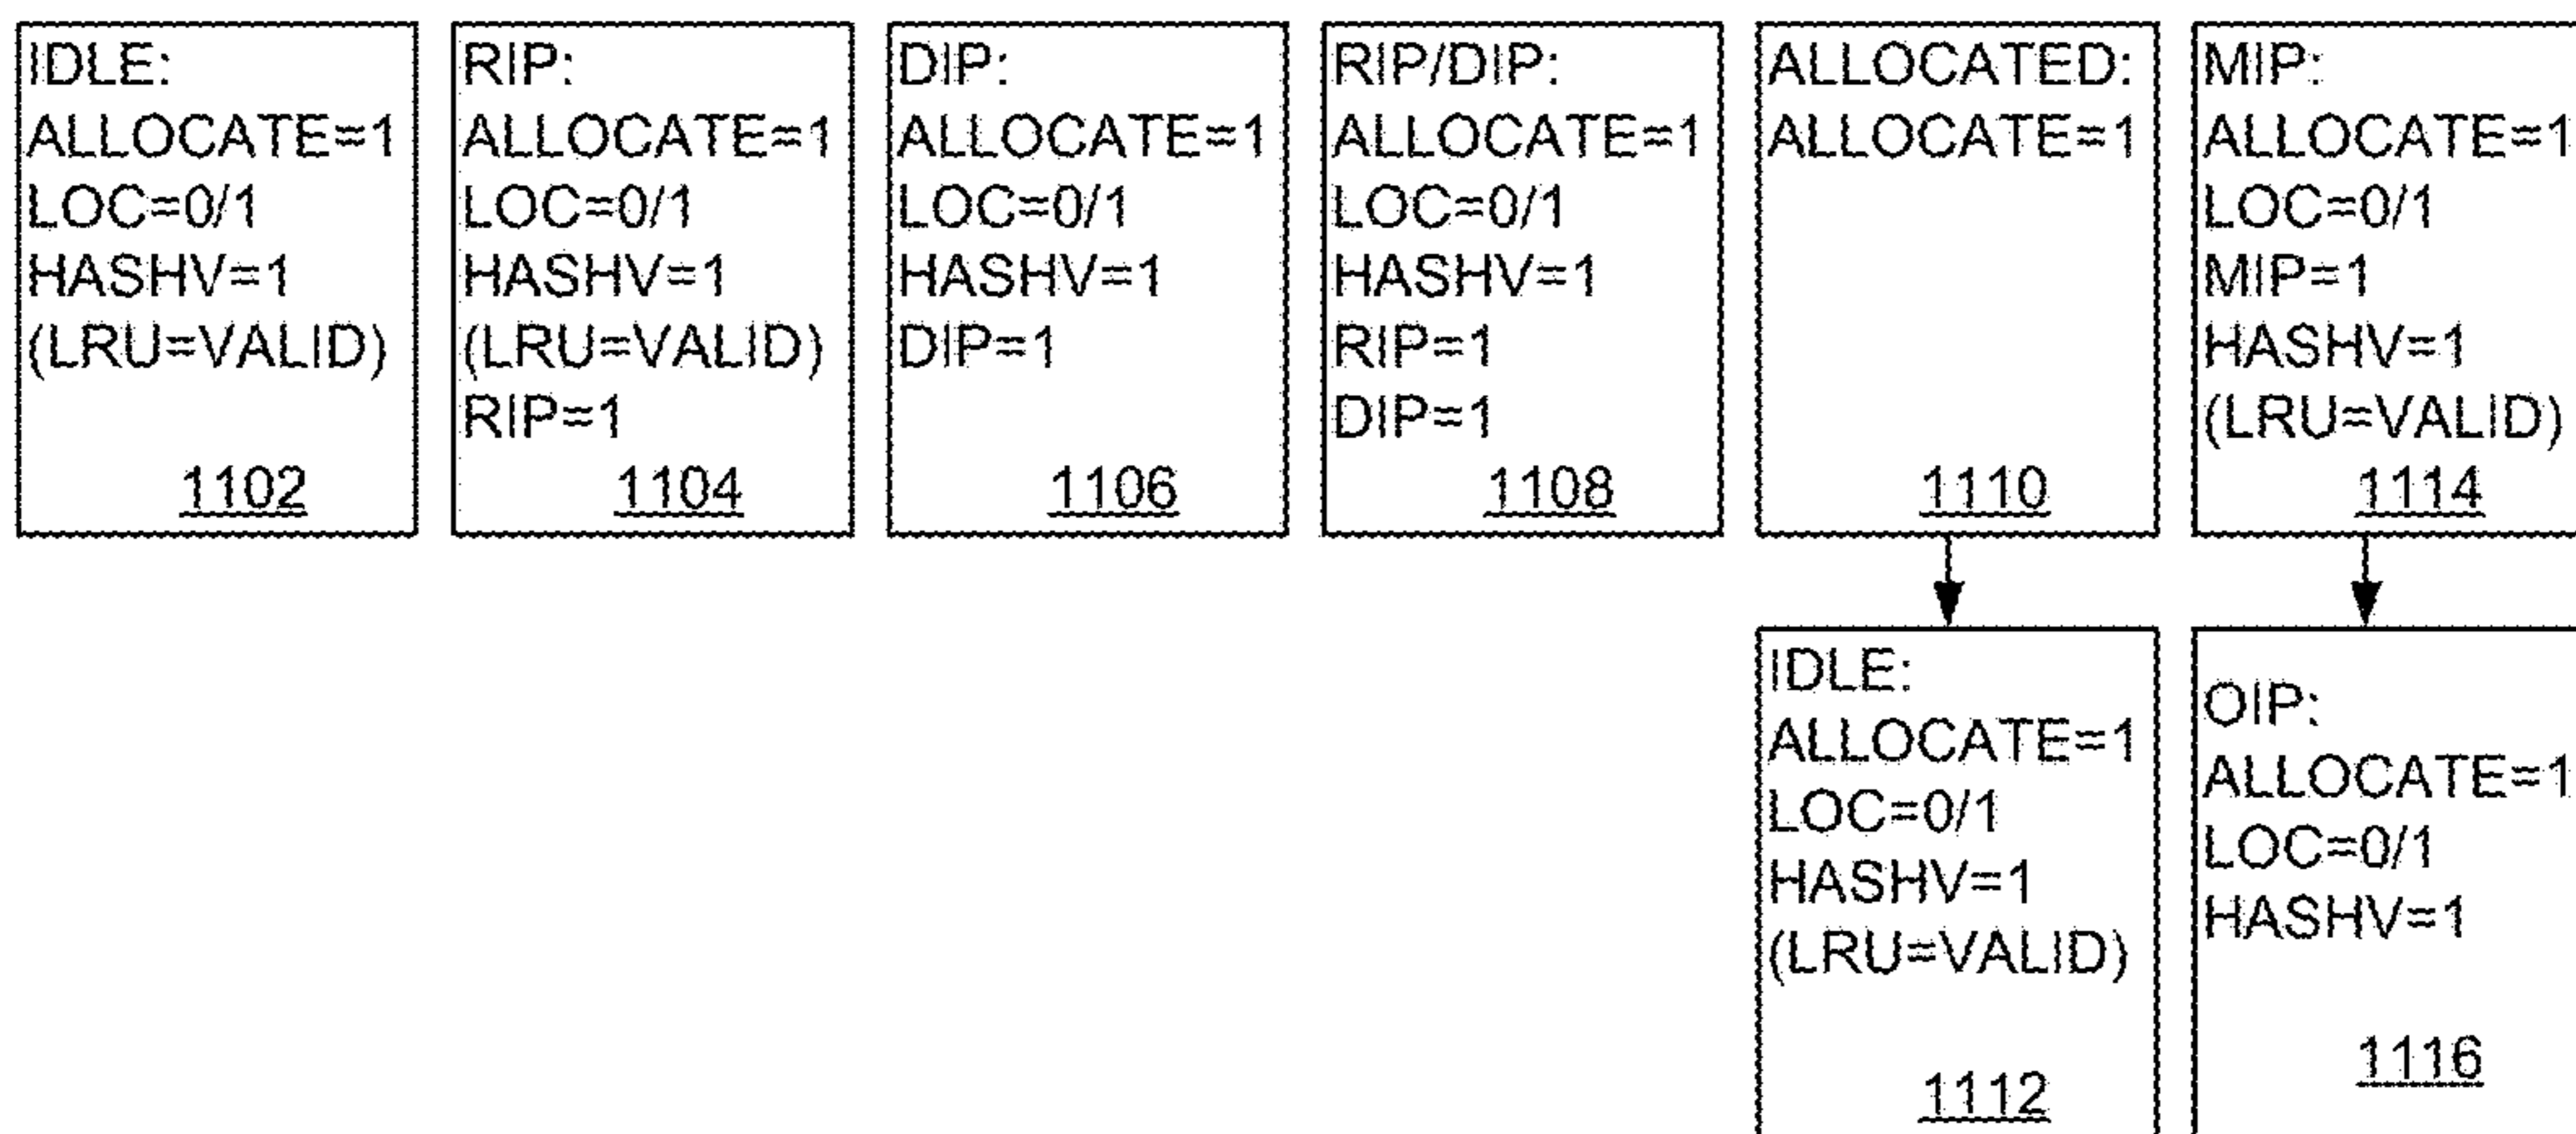 IDLE:
ALLOCATE=1
LOC=0/1
HASHV=1
(LRU=VALID)
1102
RIP:
ALLOCATE=1
LOC=0/1
HASHV=1
(LRU=VALID)
RIP=1
1104
DIP:
ALLOCATE=1
LOC=0/1
HASHV=1
DIP=1
1106
RIP/DIP:
ALLOCATE=1
LOC=0/1
HASHV=1
RIP=1
DIP=1
1108
ALLOCATED:
ALLOCATE=1
1110
MIP:
ALLOCATE=1
LOC=0/1
MIP=1
HASHV=1
(LRU=VALID)
1114
IDLE:
ALLOCATE=1
LOC=0/1
HASHV=1
(LRU=VALID)
1112
OIP:
ALLOCATE=1
LOC=0/1
HASHV=1
1116